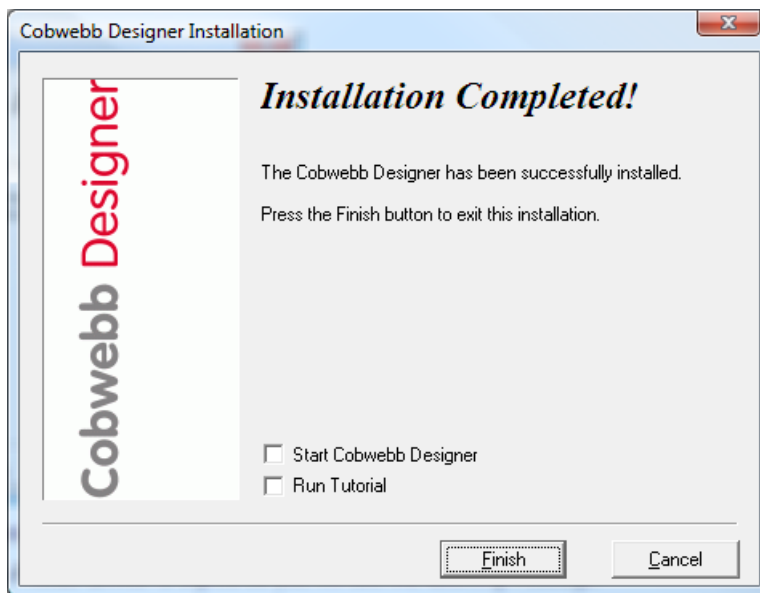 Cobwebb Designer Installation
Cobwebb Designer
Installation Completed!
The Cobwebb Designer has been successfully installed.
Press the Finish button to exit this installation.
Start Cobwebb Designer
Run Tutorial
Finish
Cancel